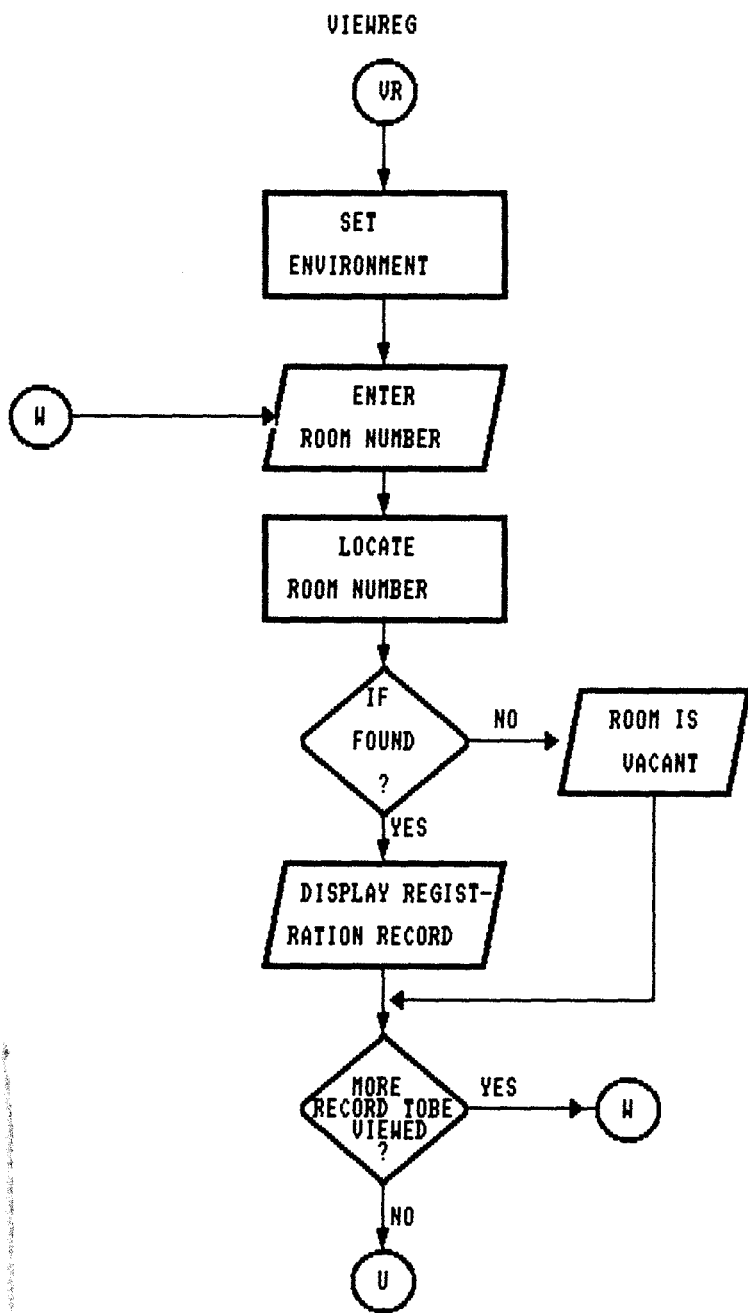 VIEWREG
VR
SET
ENVIRONMENT
W
ENTER
ROOM NUMBER
LOCATE
ROOM NUMBER
IF
FOUND
?
NO
ROOM IS
VACANT
YES
DISPLAY REGIST-
RATION RECORD
MORE
RECORD TOBE
VIEWED
?
YES
W
NO
U